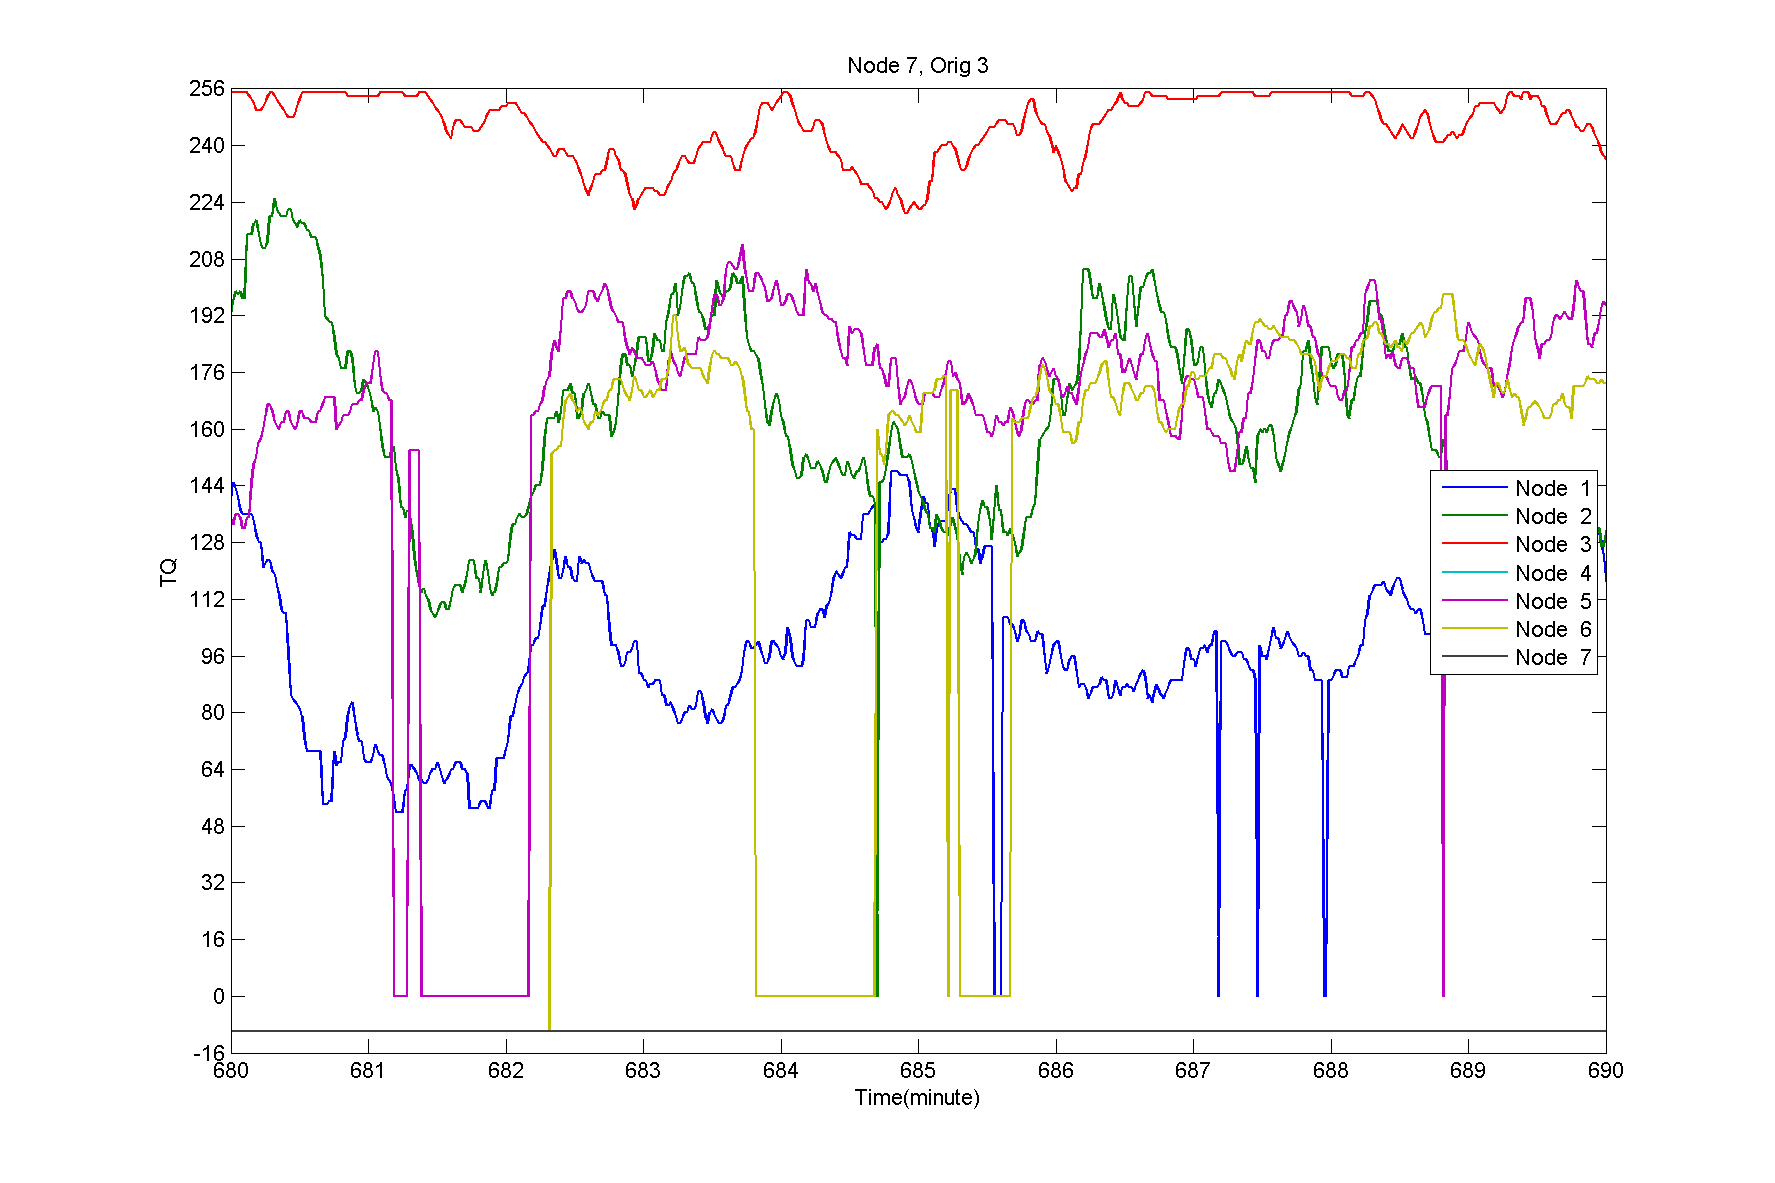 Node 7, Orig 3
256
240
224
208
192
176
160
144
128
112
96
80
64
48
32
16
0
-16
TQ
Node 1
Node 2
Node 3
Node 4
Node 5
Node 6
Node 7
680 681 682 683 684 685 686 687 688 689 690
Time(minute)